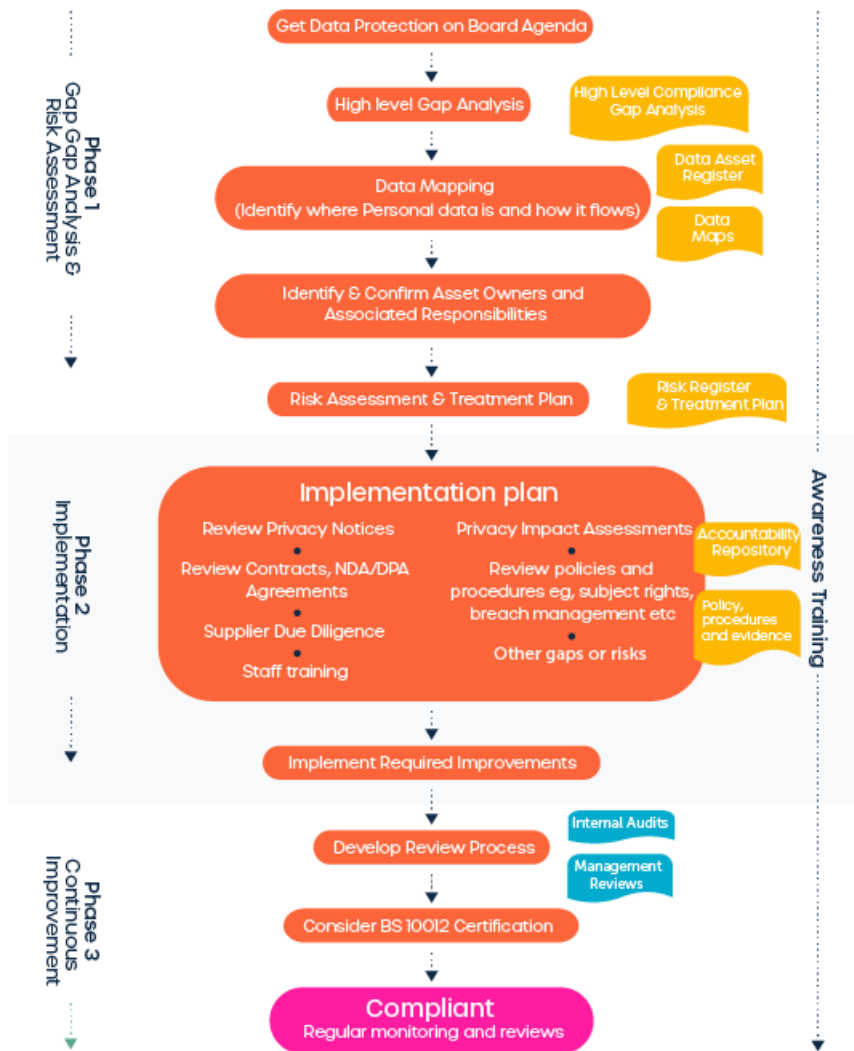 Get Data Protection on Board Agenda
Phase 1
Gap Gap Analysis &
Risk Assessment
High level Gap Analysis
High Level Compliance
Gap Analysis
Data Mapping
(Identify where Personal data is and how it flows)
Data Asset
Register
Data
Maps
Identify & Confirm Asset Owners and
Associated Responsibilities
Risk Assessment & Treatment Plan
Risk Register
& Treatment Plan
Awareness Training
Phase 2
Implementation
Implementation plan
Review Privacy Notices
•
Review Contracts, NDA/DPA
Agreements
•
Supplier Due Diligence
•
Staff training
Privacy Impact Assessments
•
Review policies and
procedures eg, subject rights,
breach management etc
•
Other gaps or risks
Accountability
Repository
Policy,
procedures
and evidence
Implement Required Improvements
Phase 3
Continuous
Improvement
Develop Review Process
Internal Audits
Management
Reviews
Consider BS 10012 Certification
Compliant
Regular monitoring and reviews